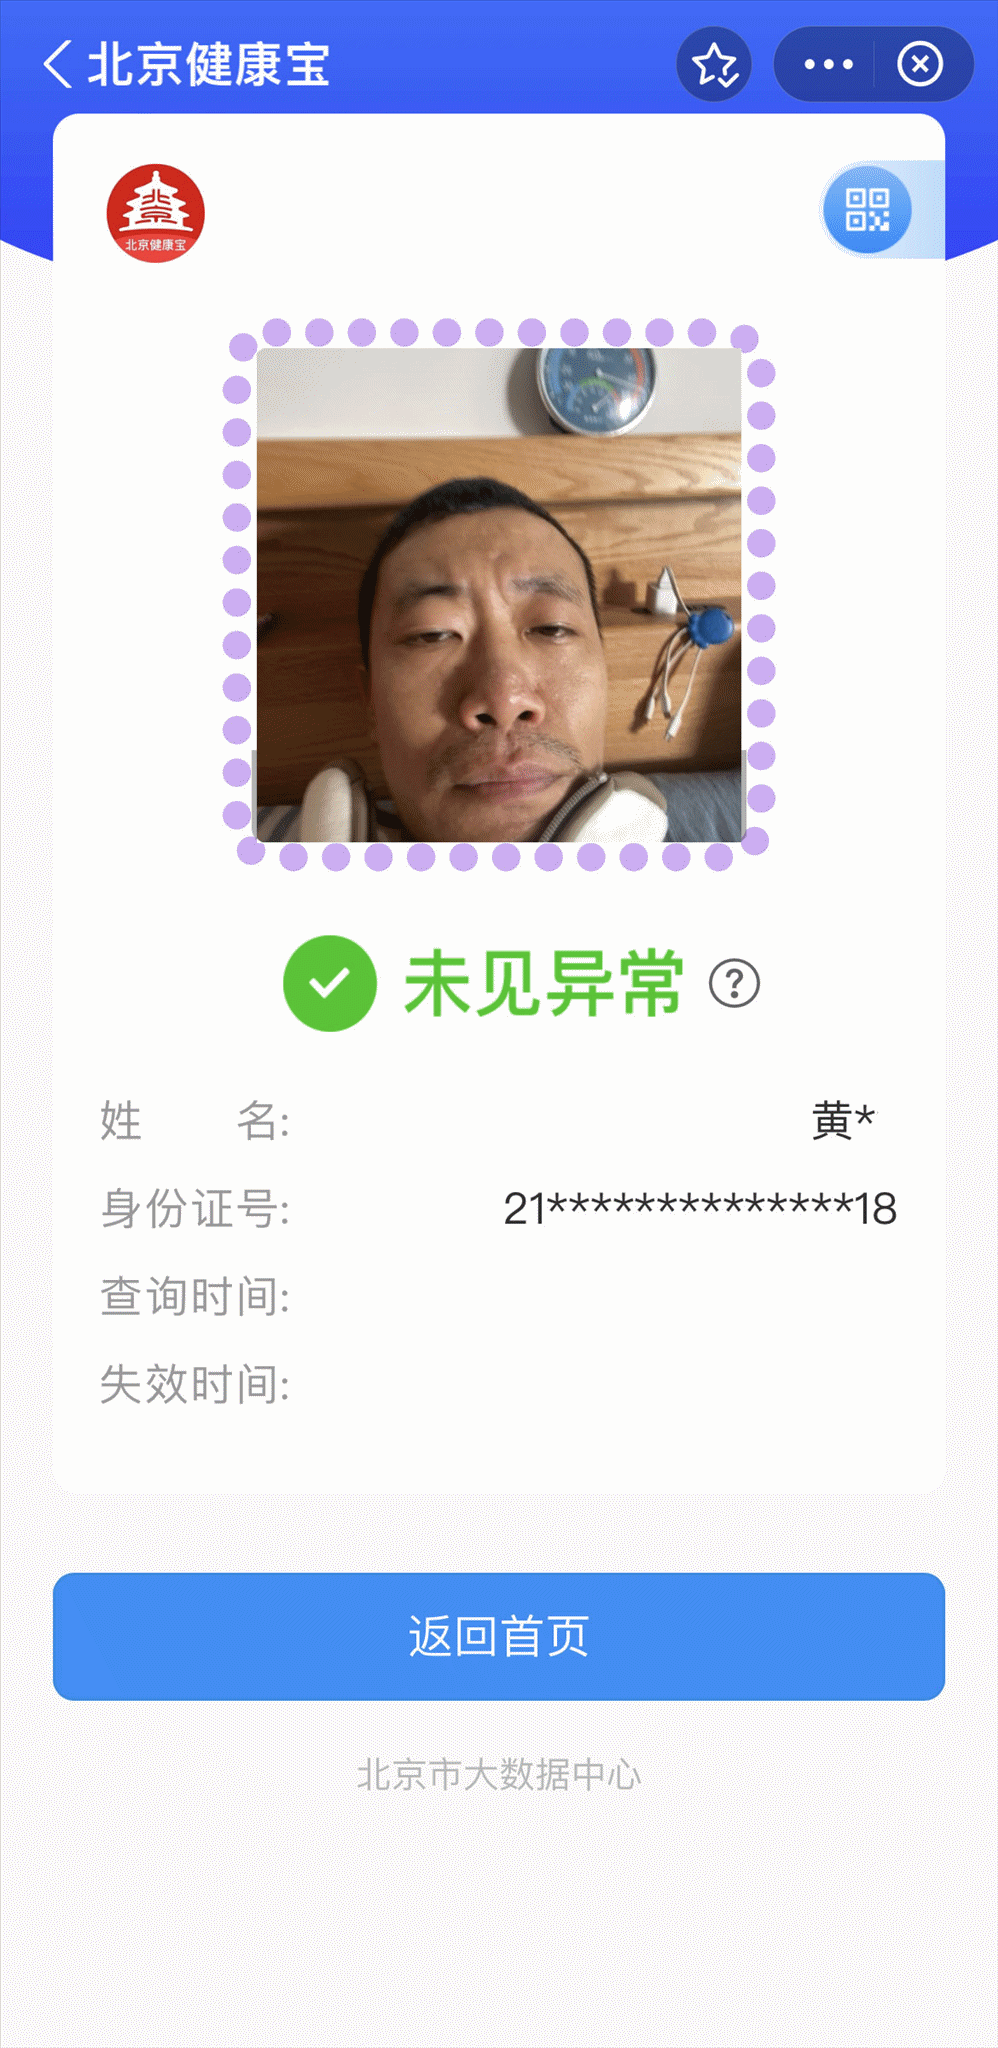 北京健康宝
北京健康宝
未见异常 ?
姓 名: 黄*
身份证号: 21**************18
查询时间:
失效时间:
返回首页
北京市大数据中心